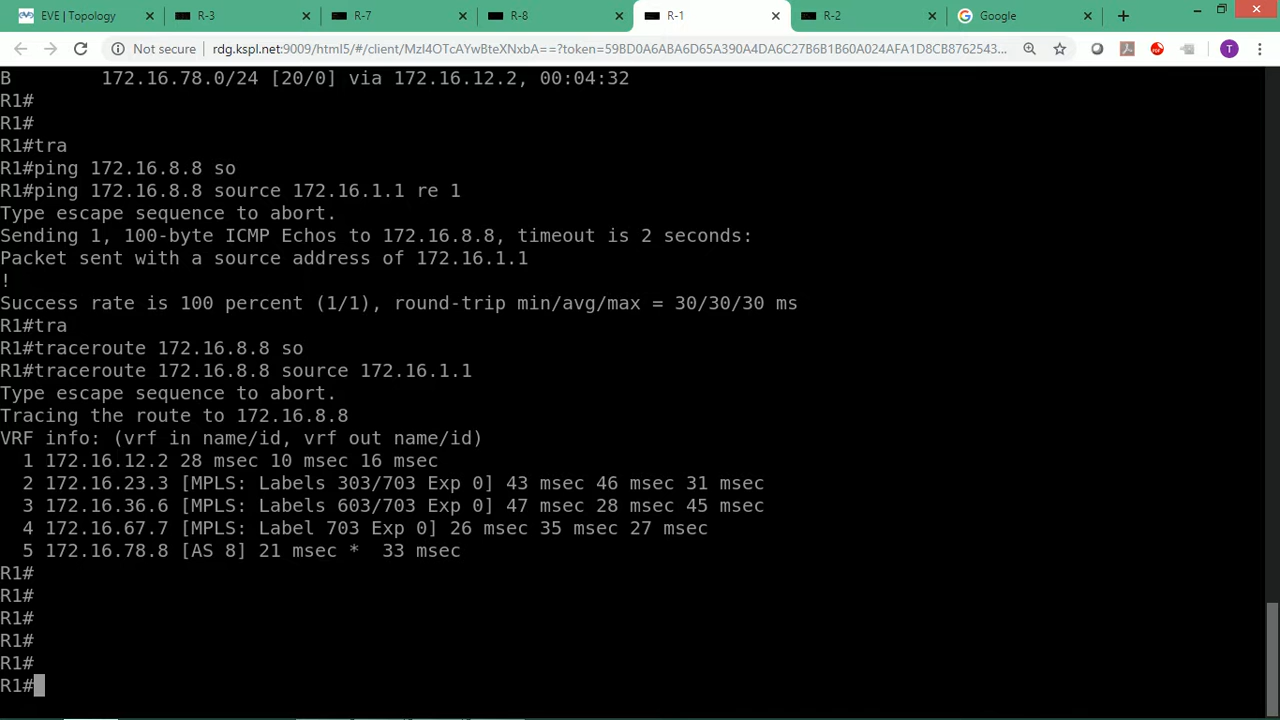 EVE | Topology
R-3
R-7
R-8
R-1
R-2
Google
Not secure
rdg.kspl.net:9009/html5/#/client/MzI4OTcAYwBteXNxbA==?token=59BD0A6ABA6D65A390A4DA6C27B6B1B60A024AFA1D8CB8762543...
T
B      172.16.78.0/24 [20/0] via 172.16.12.2, 00:04:32
R1#
R1#
R1#tra
R1#ping 172.16.8.8 so
R1#ping 172.16.8.8 source 172.16.1.1 re 1
Type escape sequence to abort.
Sending 1, 100-byte ICMP Echos to 172.16.8.8, timeout is 2 seconds:
Packet sent with a source address of 172.16.1.1
!
Success rate is 100 percent (1/1), round-trip min/avg/max = 30/30/30 ms
R1#tra
R1#traceroute 172.16.8.8 so
R1#traceroute 172.16.8.8 source 172.16.1.1
Type escape sequence to abort.
Tracing the route to 172.16.8.8
VRF info: (vrf in name/id, vrf out name/id)
  1 172.16.12.2 28 msec 10 msec 16 msec
  2 172.16.23.3 [MPLS: Labels 303/703 Exp 0] 43 msec 46 msec 31 msec
  3 172.16.36.6 [MPLS: Labels 603/703 Exp 0] 47 msec 28 msec 45 msec
  4 172.16.67.7 [MPLS: Label 703 Exp 0] 26 msec 35 msec 27 msec
  5 172.16.78.8 [AS 8] 21 msec *  33 msec
R1#
R1#
R1#
R1#
R1#
R1#